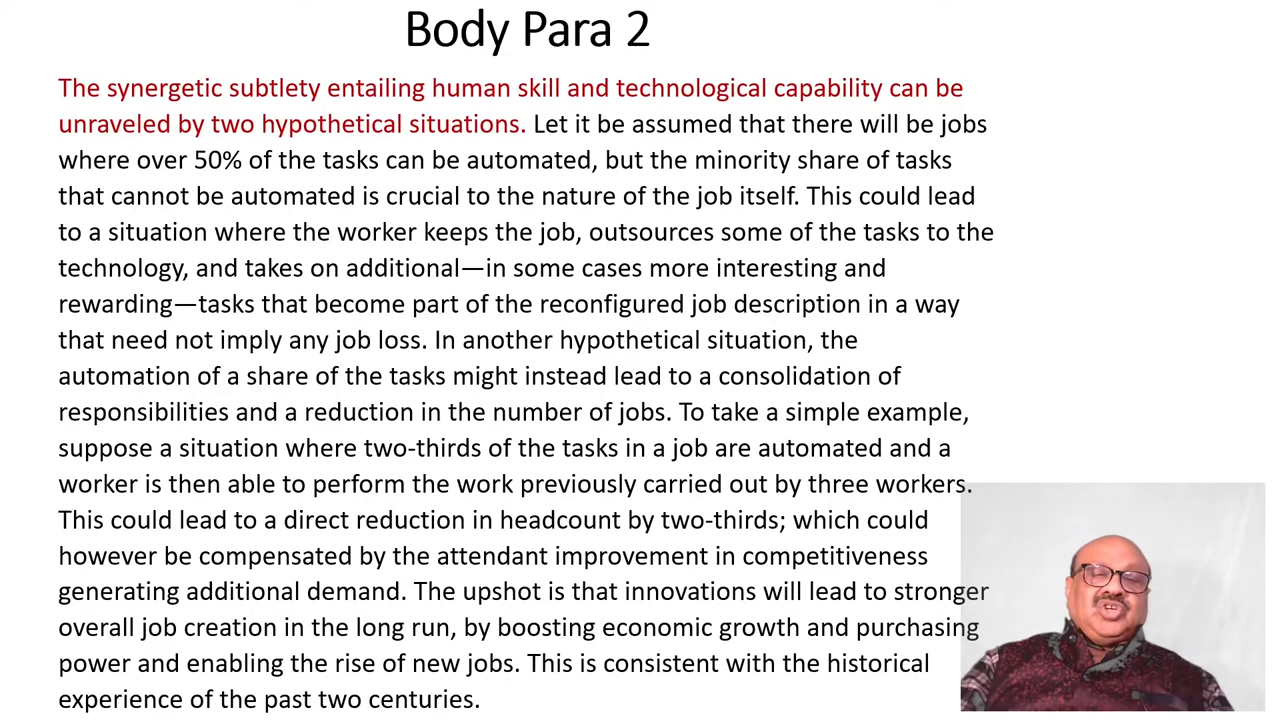 Body Para 2
The synergetic subtlety entailing human skill and technological capability can be
unraveled by two hypothetical situations. Let it be assumed that there will be jobs
where over 50% of the tasks can be automated, but the minority share of tasks
that cannot be automated is crucial to the nature of the job itself. This could lead
to a situation where the worker keeps the job, outsources some of the tasks to the
technology, and takes on additional—in some cases more interesting and
rewarding—tasks that become part of the reconfigured job description in a way
that need not imply any job loss. In another hypothetical situation, the
automation of a share of the tasks might instead lead to a consolidation of
responsibilities and a reduction in the number of jobs. To take a simple example,
suppose a situation where two-thirds of the tasks in a job are automated and a
worker is then able to perform the work previously carried out by three workers.
This could lead to a direct reduction in headcount by two-thirds; which could
however be compensated by the attendant improvement in competitiveness
generating additional demand. The upshot is that innovations will lead to stronger
overall job creation in the long run, by boosting economic growth and purchasing
power and enabling the rise of new jobs. This is consistent with the historical
experience of the past two centuries.